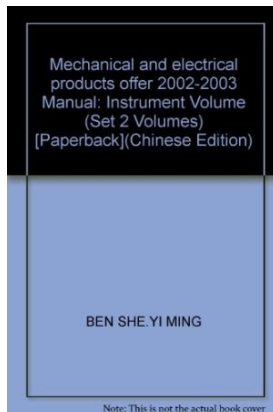 Mechanical and electrical
products offer 2002-2003
Manual: Instrument Volume
(Set 2 Volumes)
[Paperback](Chinese Edition)
BEN SHE.YI MING
Note: This is not the actual book cover